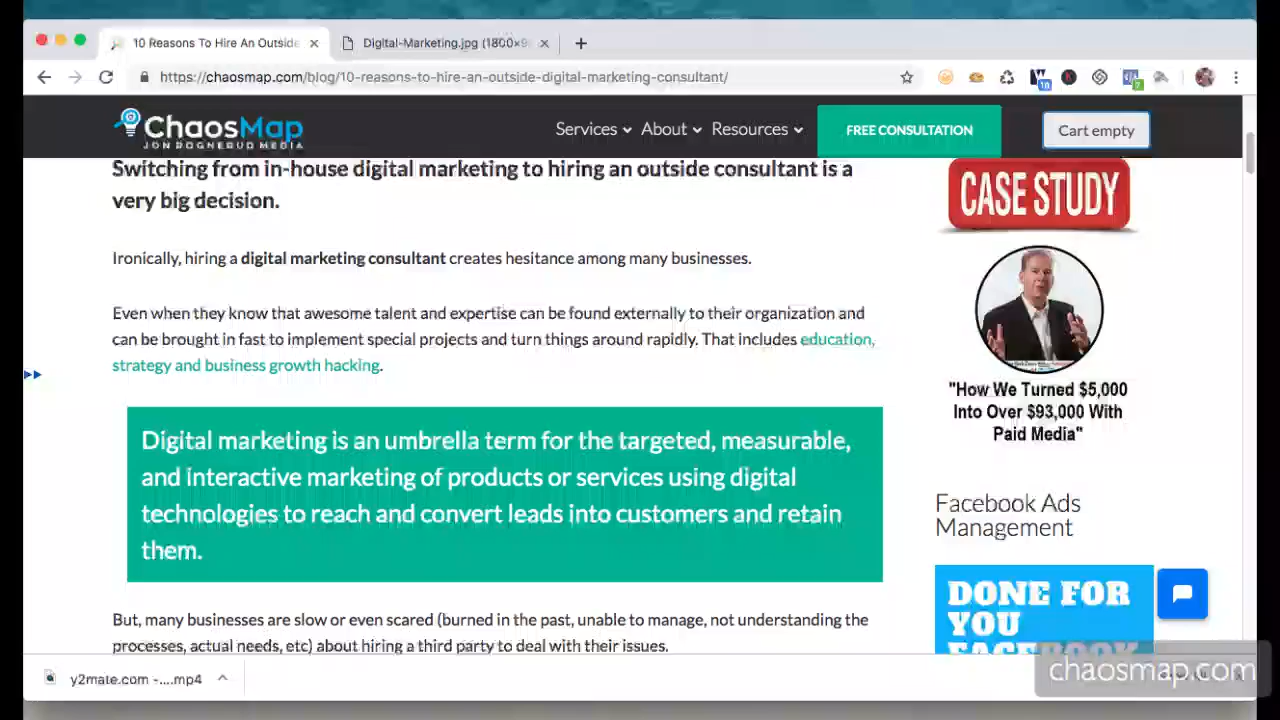 10 Reasons To Hire An Outside
Digital-Marketing.jpg (1800×9
https://chaosmap.com/blog/10-reasons-to-hire-an-outside-digital-marketing-consultant/
ChaosMap
JON ROGNERUD MEDIA
Services
About
Resources
FREE CONSULTATION
Cart empty
Switching from in-house digital marketing to hiring an outside consultant is a
very big decision.
Ironically, hiring a digital marketing consultant creates hesitance among many businesses.
Even when they know that awesome talent and expertise can be found externally to their organization and
can be brought in fast to implement special projects and turn things around rapidly. That includes education,
strategy and business growth hacking.
Digital marketing is an umbrella term for the targeted, measurable,
and interactive marketing of products or services using digital
technologies to reach and convert leads into customers and retain
them.
But, many businesses are slow or even scared (burned in the past, unable to manage, not understanding the
processes, actual needs, etc) about hiring a third party to deal with their issues.
CASE STUDY
"How We Turned $5,000
Into Over $93,000 With
Paid Media"
Facebook Ads
Management
DONE FOR
YOU
FACEBOOK
y2mate.com -....mp4
chaosmap.com